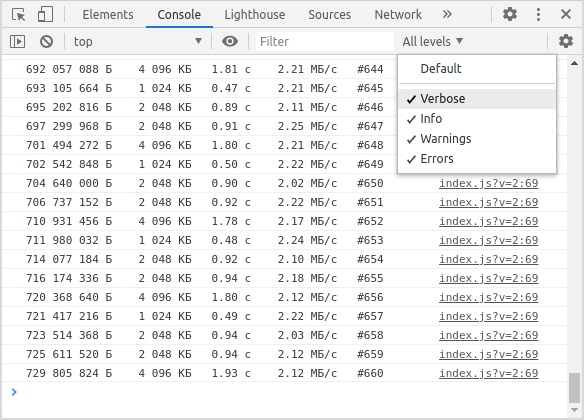 Elements Console Lighthouse Sources Network »
top Filter All levels
Default
Verbose
Info
Warnings
Errors
692 057 088 Б 4 096 КБ 1.81 с 2.21 МБ/с #644
693 105 664 Б 1 024 КБ 0.47 с 2.21 МБ/с #645
695 202 816 Б 2 048 КБ 0.89 с 2.11 МБ/с #646
697 299 968 Б 2 048 КБ 0.91 с 2.25 МБ/с #647
701 494 272 Б 4 096 КБ 1.80 с 2.21 МБ/с #648
702 542 848 Б 1 024 КБ 0.50 с 2.22 МБ/с #649
704 640 000 Б 2 048 КБ 0.90 с 2.02 МБ/с #650 index.js?v=2:69
706 737 152 Б 2 048 КБ 0.92 с 2.22 МБ/с #651 index.js?v=2:69
710 931 456 Б 4 096 КБ 1.78 с 2.17 МБ/с #652 index.js?v=2:69
711 980 032 Б 1 024 КБ 0.48 с 2.24 МБ/с #653 index.js?v=2:69
714 077 184 Б 2 048 КБ 0.92 с 2.10 МБ/с #654 index.js?v=2:69
716 174 336 Б 2 048 КБ 0.94 с 2.18 МБ/с #655 index.js?v=2:69
720 368 640 Б 4 096 КБ 1.80 с 2.12 МБ/с #656 index.js?v=2:69
721 417 216 Б 1 024 КБ 0.49 с 2.22 МБ/с #657 index.js?v=2:69
723 514 368 Б 2 048 КБ 0.94 с 2.03 МБ/с #658 index.js?v=2:69
725 611 520 Б 2 048 КБ 0.94 с 2.12 МБ/с #659 index.js?v=2:69
729 805 824 Б 4 096 КБ 1.93 с 2.12 МБ/с #660 index.js?v=2:69